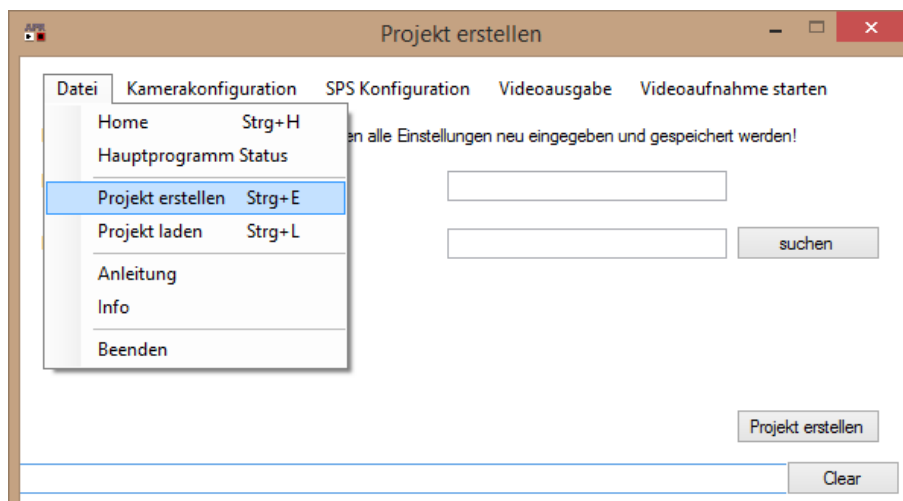 APR
Projekt erstellen
Datei Kamerakonfiguration SPS Konfiguration Videoausgabe Videoaufnahme starten
Home Strg+H
alle Einstellungen neu eingegeben und gespeichert werden!
Hauptprogramm Status
Projekt erstellen Strg+E
Projekt laden Strg+L
suchen
Anleitung
Info
Beenden
Projekt erstellen
Clear